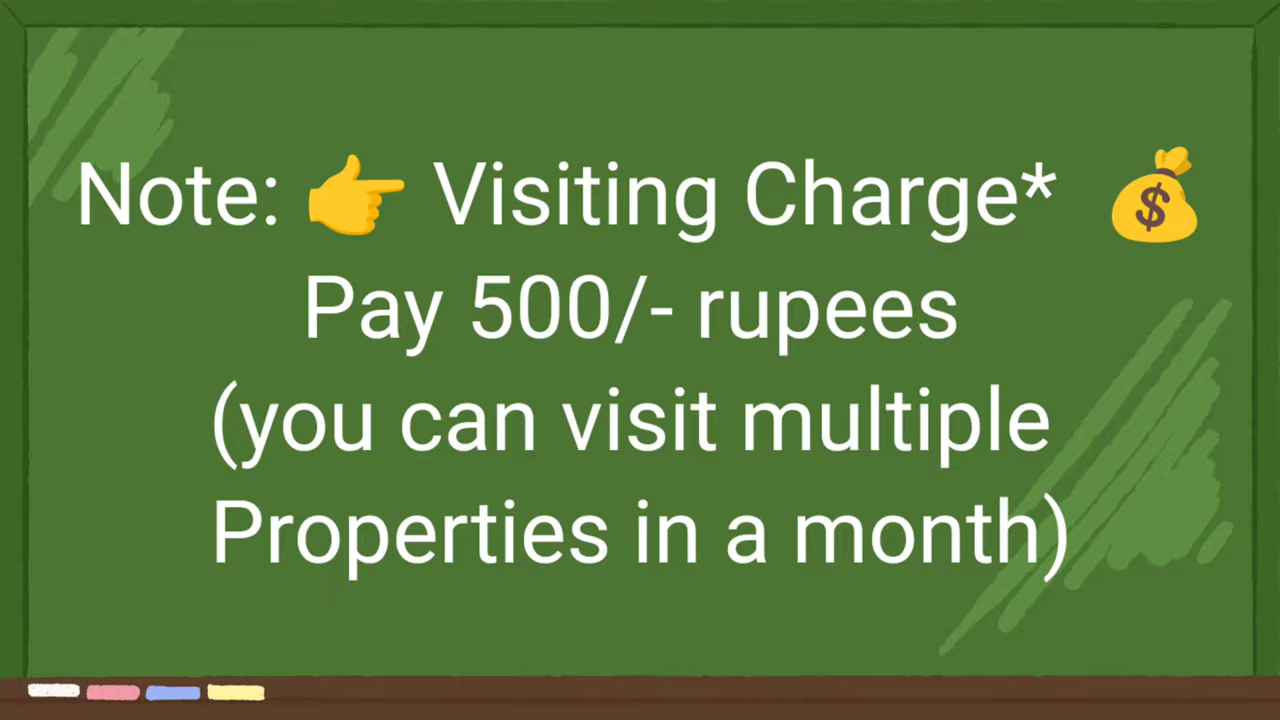 Note: 👉 Visiting Charge* 💰
Pay 500/- rupees
(you can visit multiple
Properties in a month)